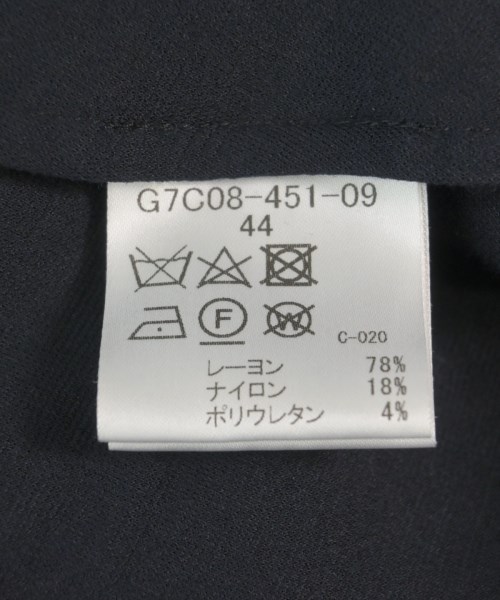 G7C08-451-09
44
F W C-020
レーヨン 78%
ナイロン 18%
ポリウレタン 4%